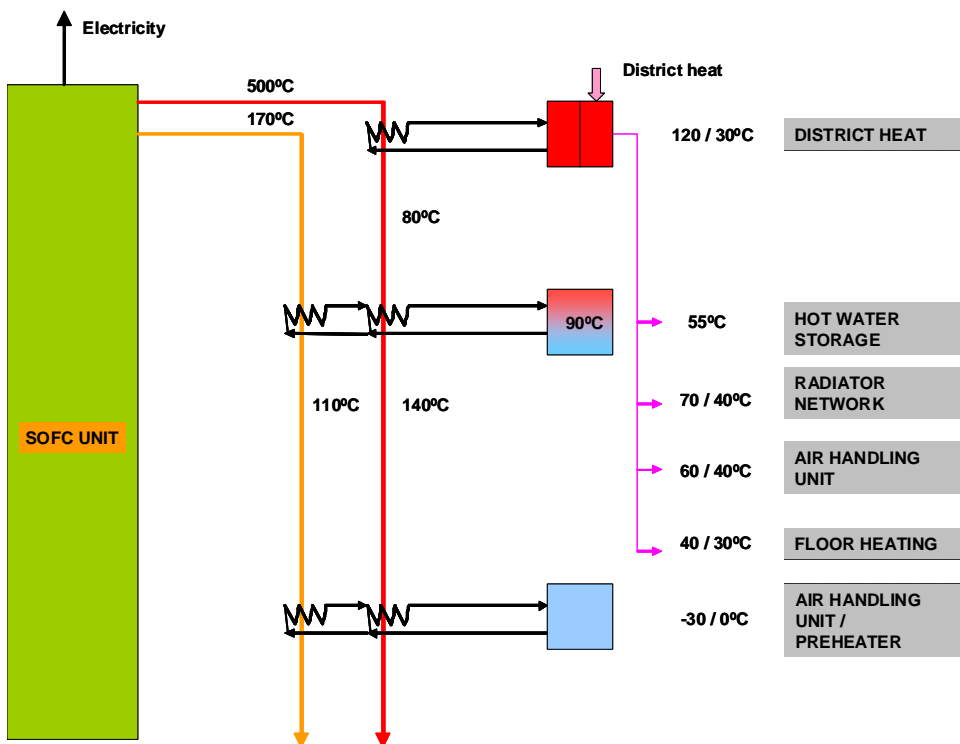 Electricity
District heat
500ºC
170ºC
120 / 30ºC
DISTRICT HEAT
80ºC
90ºC
55ºC
HOT WATER
STORAGE
110ºC
140ºC
70 / 40ºC
RADIATOR
NETWORK
SOFC UNIT
60 / 40ºC
AIR HANDLING
UNIT
40 / 30ºC
FLOOR HEATING
-30 / 0ºC
AIR HANDLING
UNIT /
PREHEATER